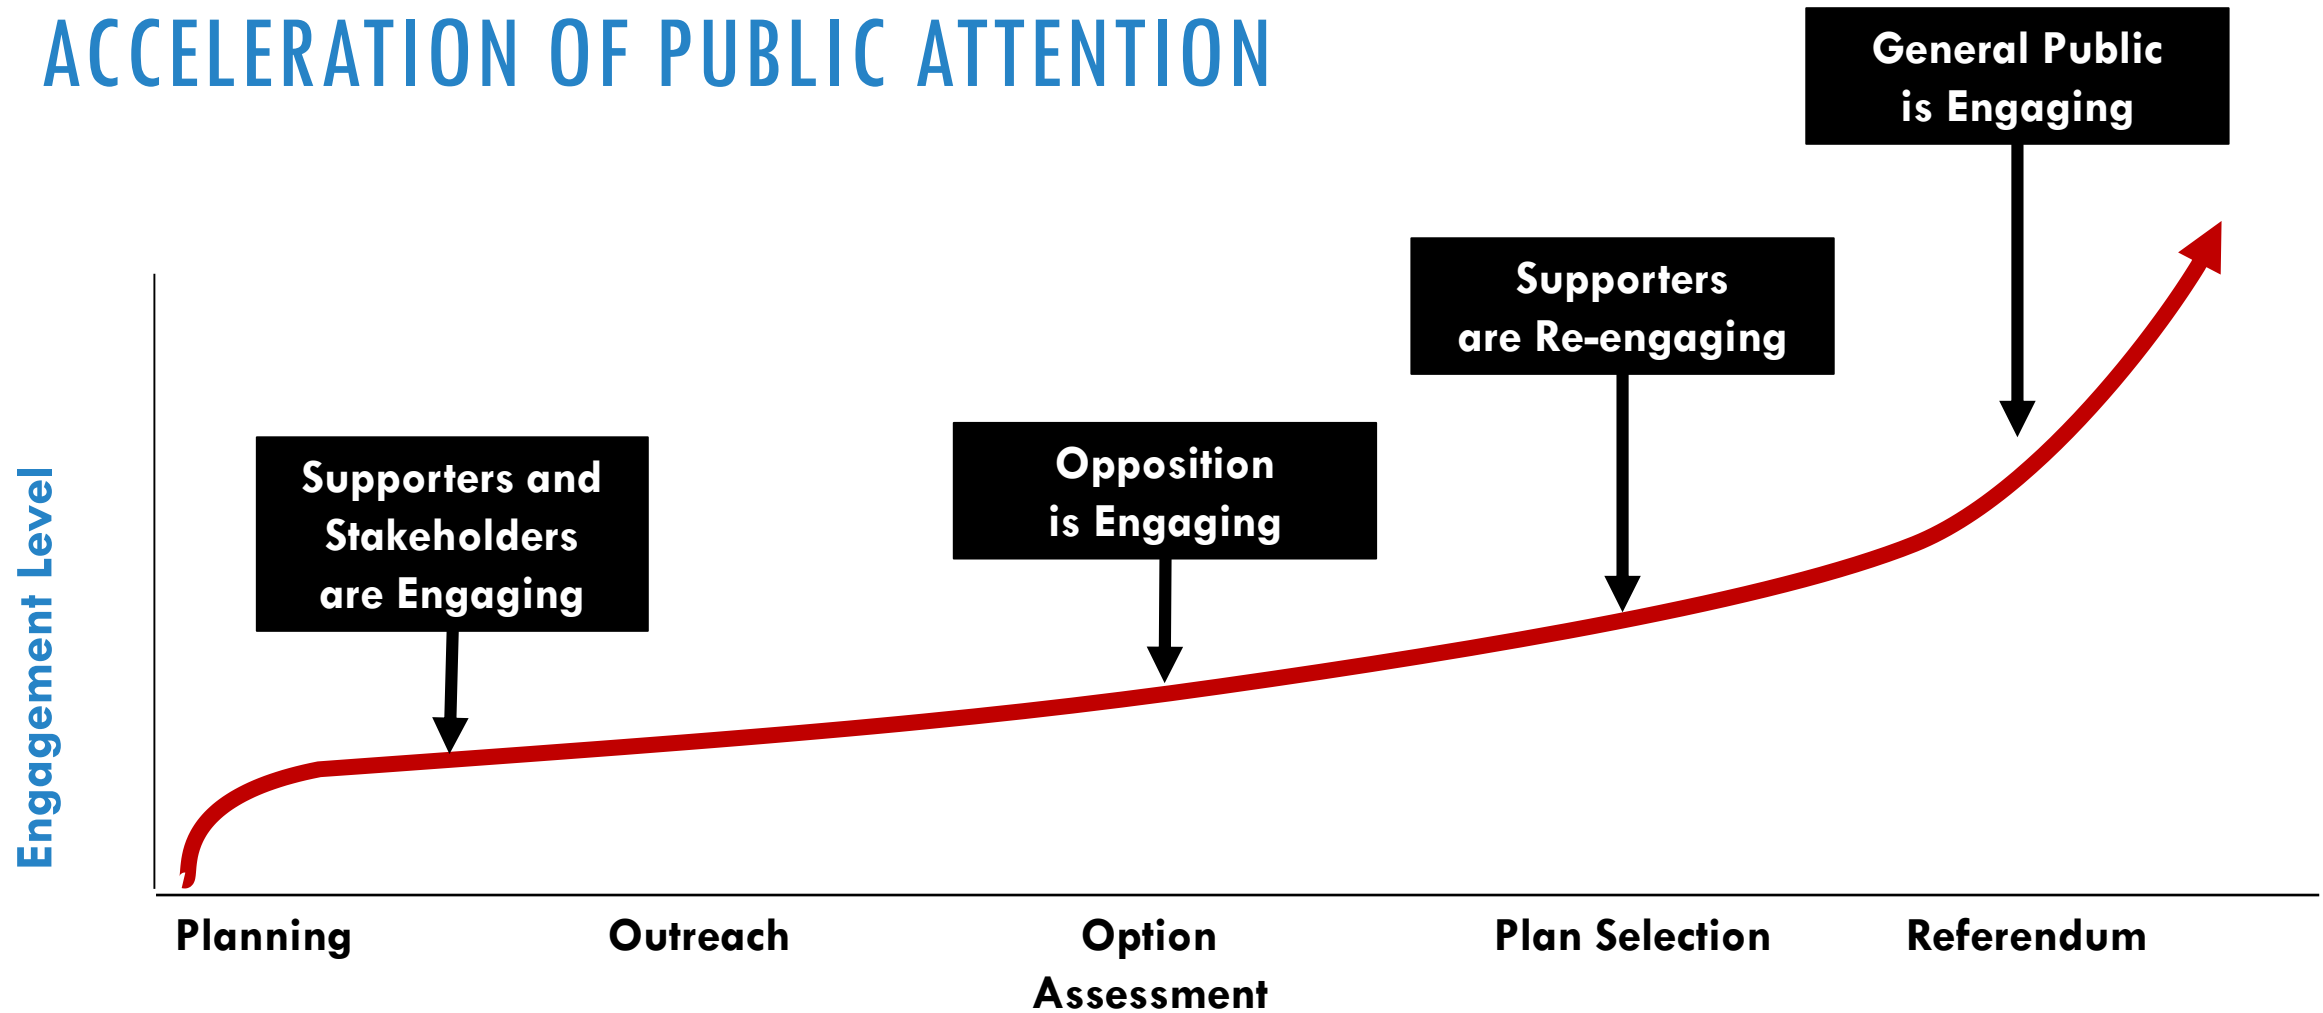 ACCELERATION OF PUBLIC ATTENTION
General Public
is Engaging
Supporters
are Re-engaging
Opposition
is Engaging
Supporters and
Stakeholders
are Engaging
Engagement Level
Planning
Outreach
Option
Assessment
Plan Selection
Referendum